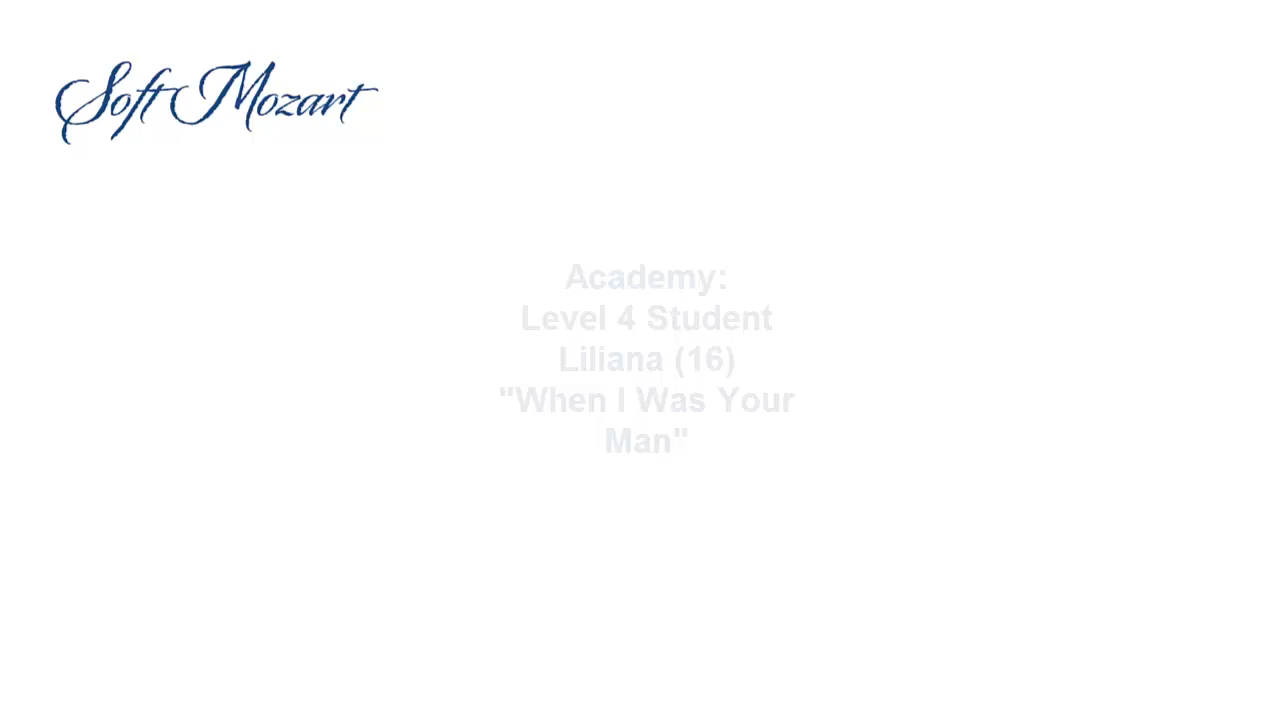 Soft Mozart
Academy:
Level 4 Student
Liliana (16)
"When I Was Your
Man"